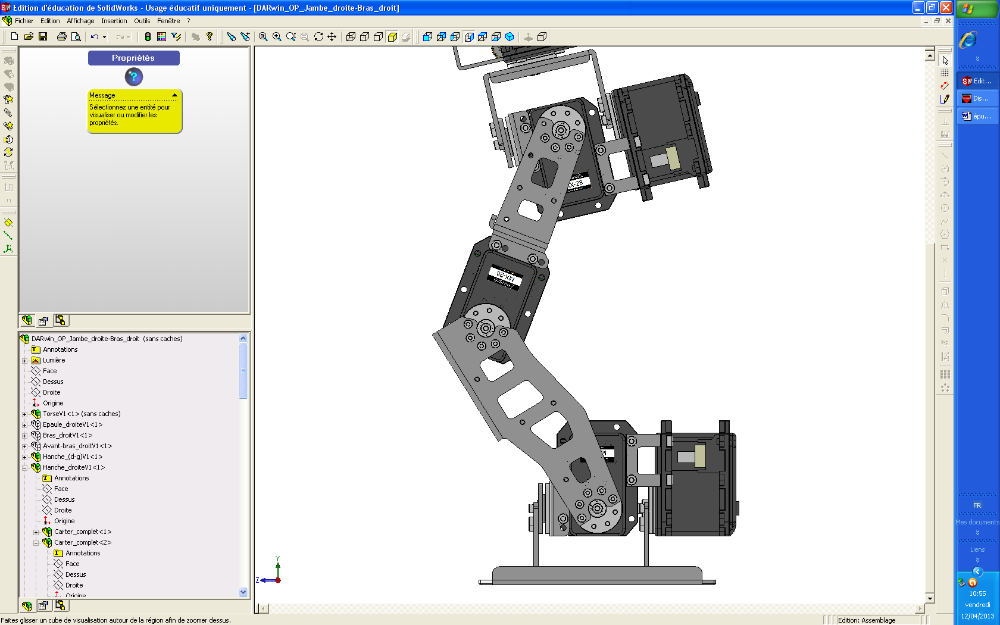 Edition d'éducation de SolidWorks - Usage éducatif uniquement - [DARwin_OP_Jambe_droite-Bras_droit]
Fichier Edition Affichage Insertion Outils Fenêtre ?
Propriétés
Message
Sélectionnez une entité pour
visualiser ou modifier les
propriétés.
DARwin_OP_Jambe_droite-Bras_droit (sans caches)
Annotations
Lumière
Face
Dessus
Droite
Origine
TorseV1<1> (sans caches)
Epaule_droiteV1<1>
Bras_droitV1<1>
Avant-bras_droitV1<1>
Hanche_(d-g)V1<1>
Hanche_droiteV1<1>
Annotations
Face
Dessus
Droite
Origine
Carter_complet<1>
Carter_complet<2>
Annotations
Face
Dessus
Droite
Origine
MX-28
Y
Z
Faites glisser un cube de visualisation autour de la région afin de zoomer dessus.
Edition: Assemblage
Edit...
Dis...
épu...
FR
Mes documents
Liens
10:55
vendredi
12/04/2013